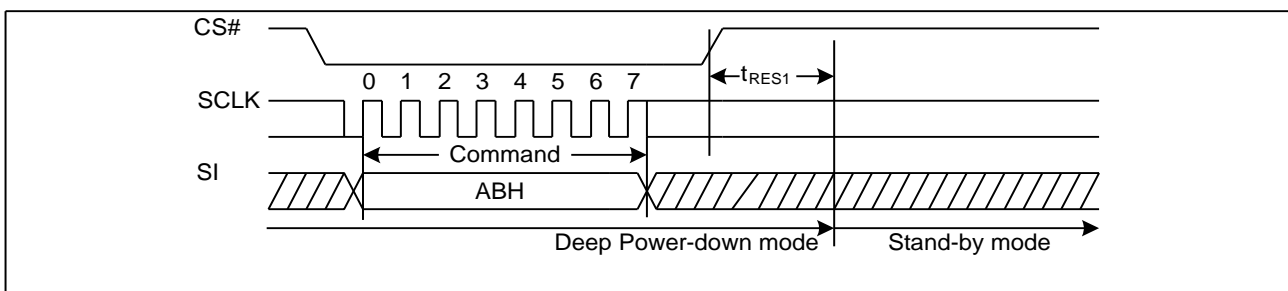 CS#
tRES1
0 1 2 3 4 5 6 7
SCLK
Command
SI
ABH
Deep Power-down mode Stand-by mode